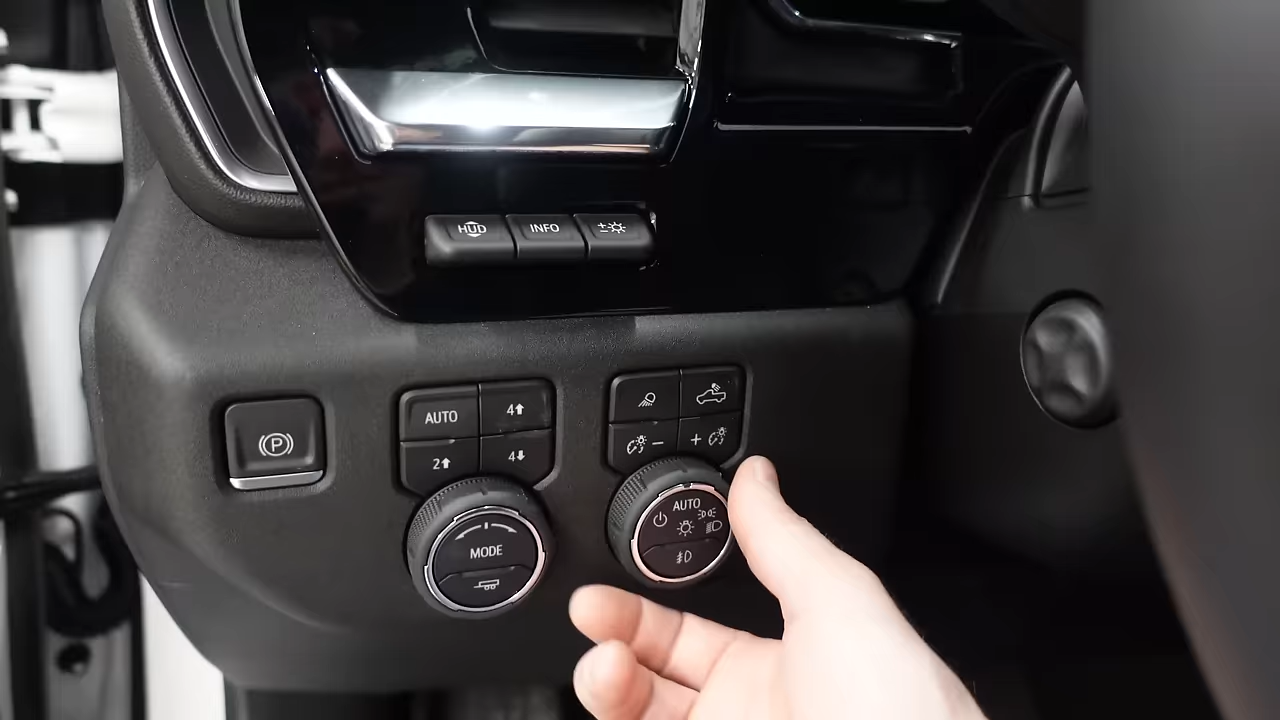 HUD INFO ±
P
AUTO 4
2 4
−
+
MODE
AUTO